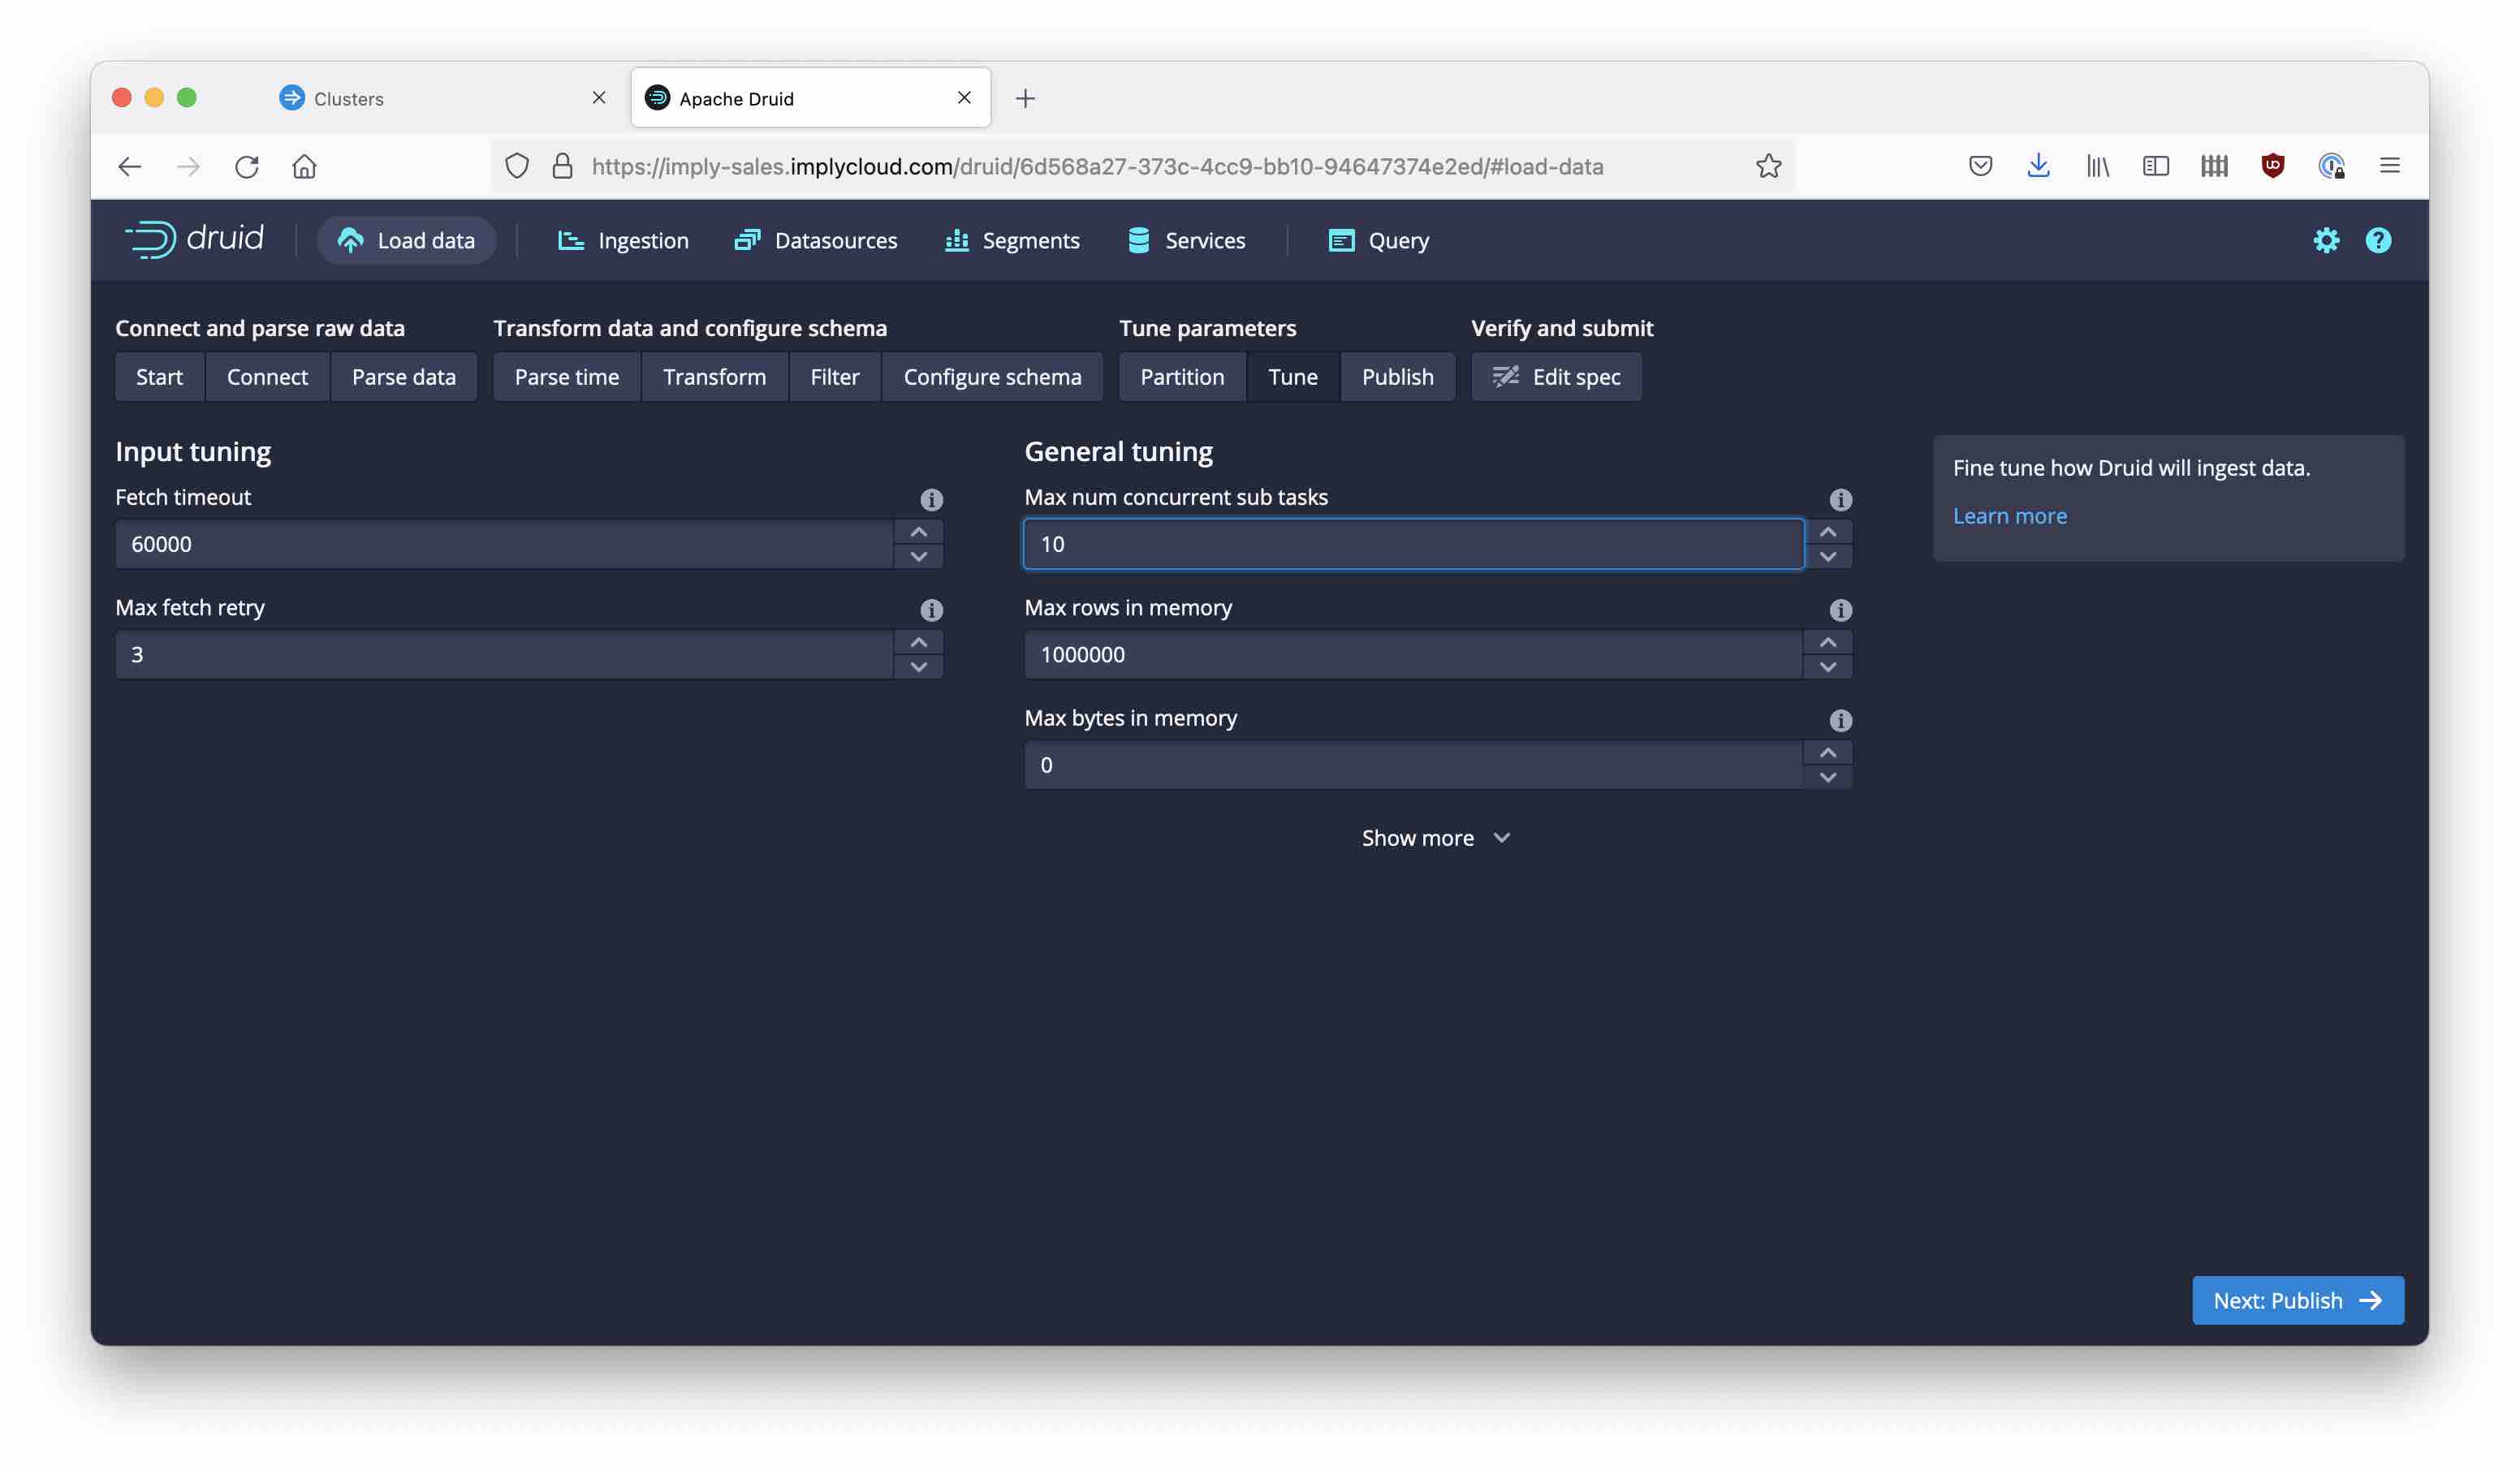 Clusters
Apache Druid
https://imply-sales.implycloud.com/druid/6d568a27-373c-4cc9-bb10-94647374e2ed/#load-data
druid
Load data
Ingestion
Datasources
Segments
Services
Query
Connect and parse raw data
Transform data and configure schema
Tune parameters
Verify and submit
Start
Connect
Parse data
Parse time
Transform
Filter
Configure schema
Partition
Tune
Publish
Edit spec
Input tuning
Fetch timeout
60000
Max fetch retry
3
General tuning
Max num concurrent sub tasks
10
Max rows in memory
1000000
Max bytes in memory
0
Show more
Fine tune how Druid will ingest data.
Learn more
Next: Publish